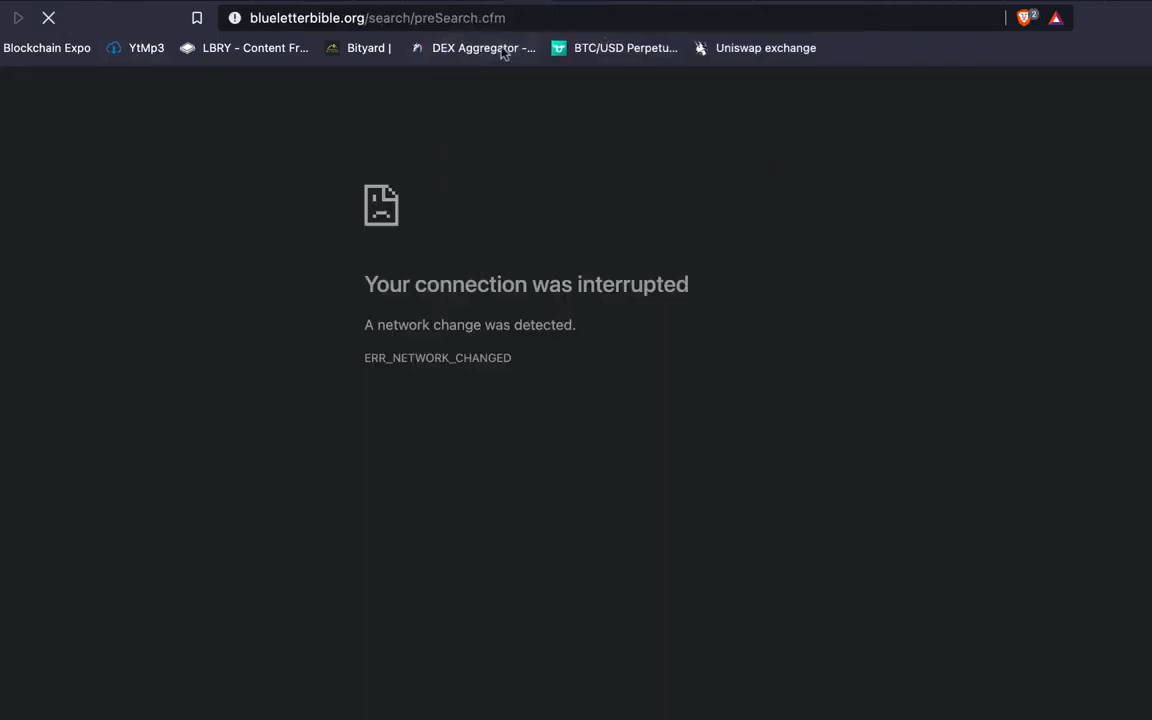 blueletterbible.org/search/preSearch.cfm
2
Blockchain Expo YtMp3 LBRY - Content Fr... Bityard | DEX Aggregator -... BTC/USD Perpetu... Uniswap exchange
Your connection was interrupted
A network change was detected.
ERR_NETWORK_CHANGED